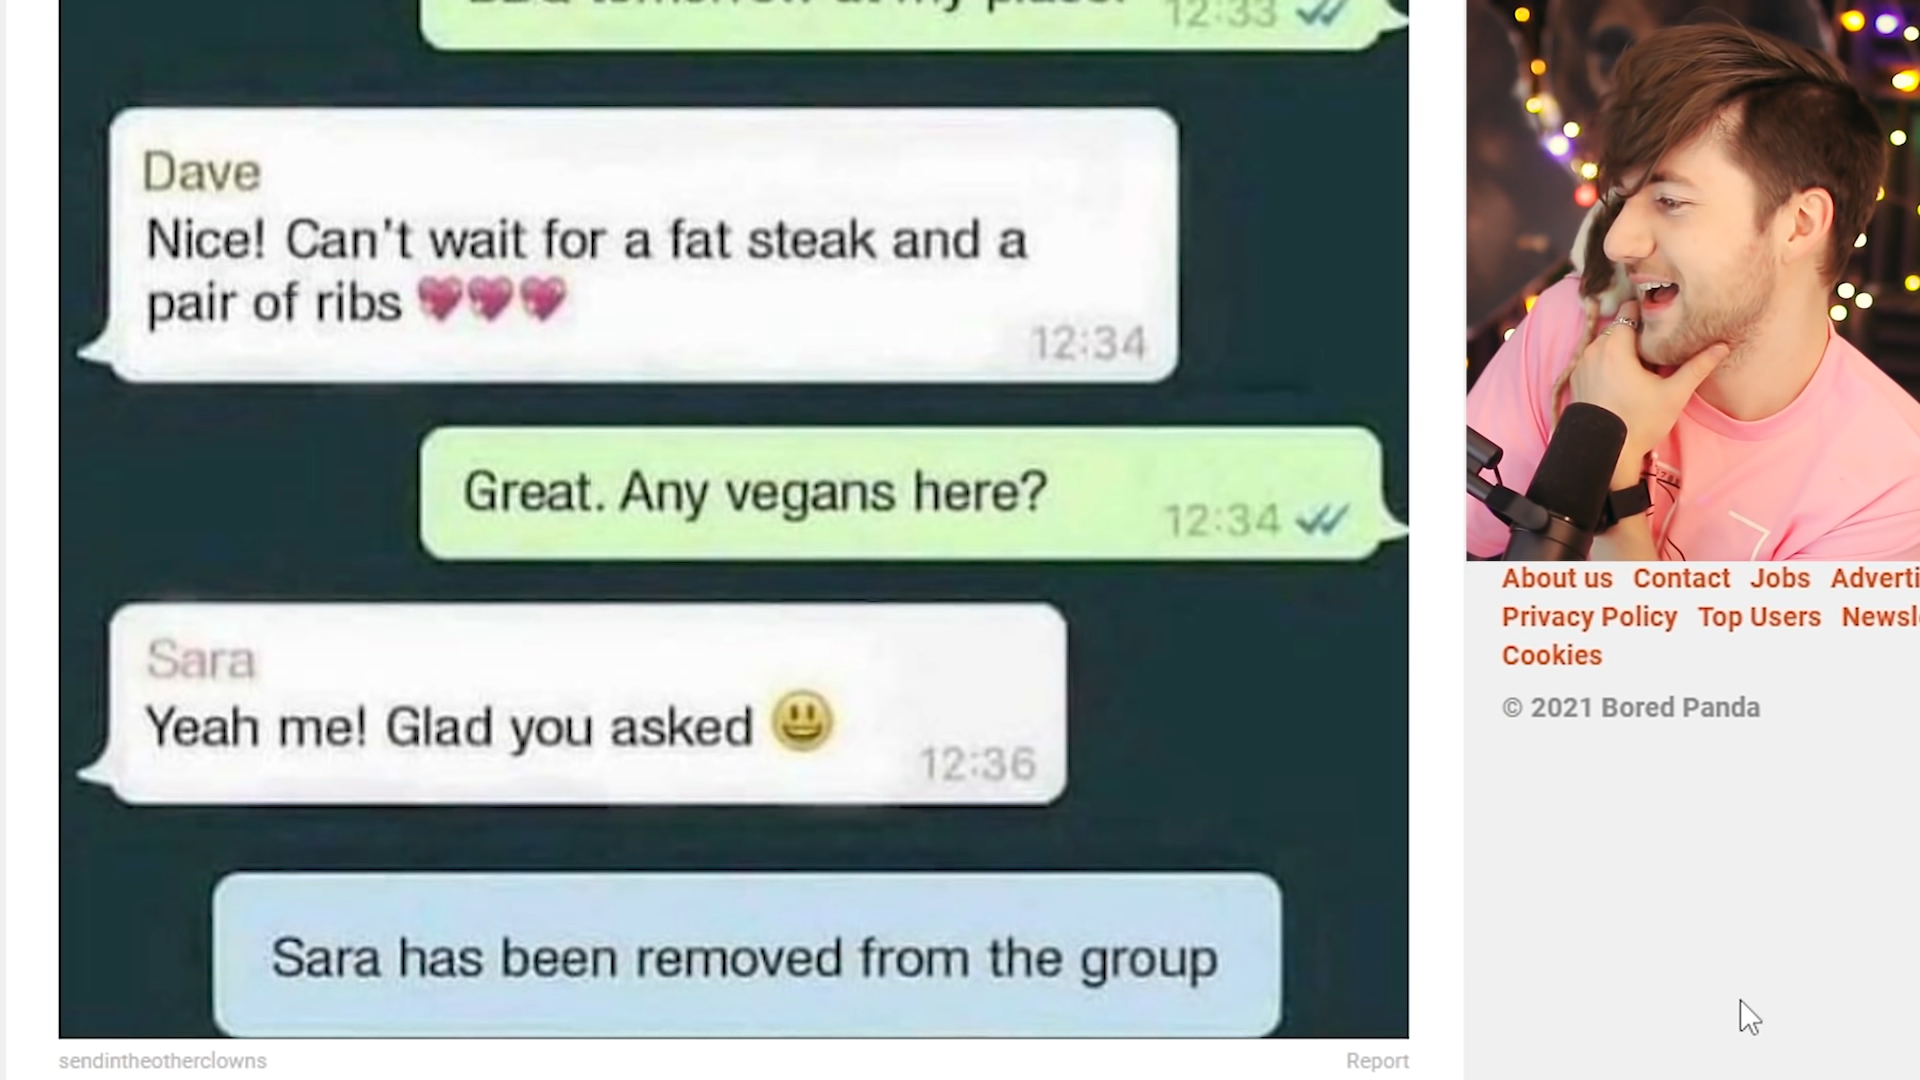 12:33
Dave
Nice! Can't wait for a fat steak and a
pair of ribs 💖💖💖
12:34
Great. Any vegans here?
12:34
Sara
Yeah me! Glad you asked 😃
12:36
Sara has been removed from the group
sendintheotherclowns
Report
About us Contact Jobs
Privacy Policy Top Users
Cookies
© 2021 Bored Panda